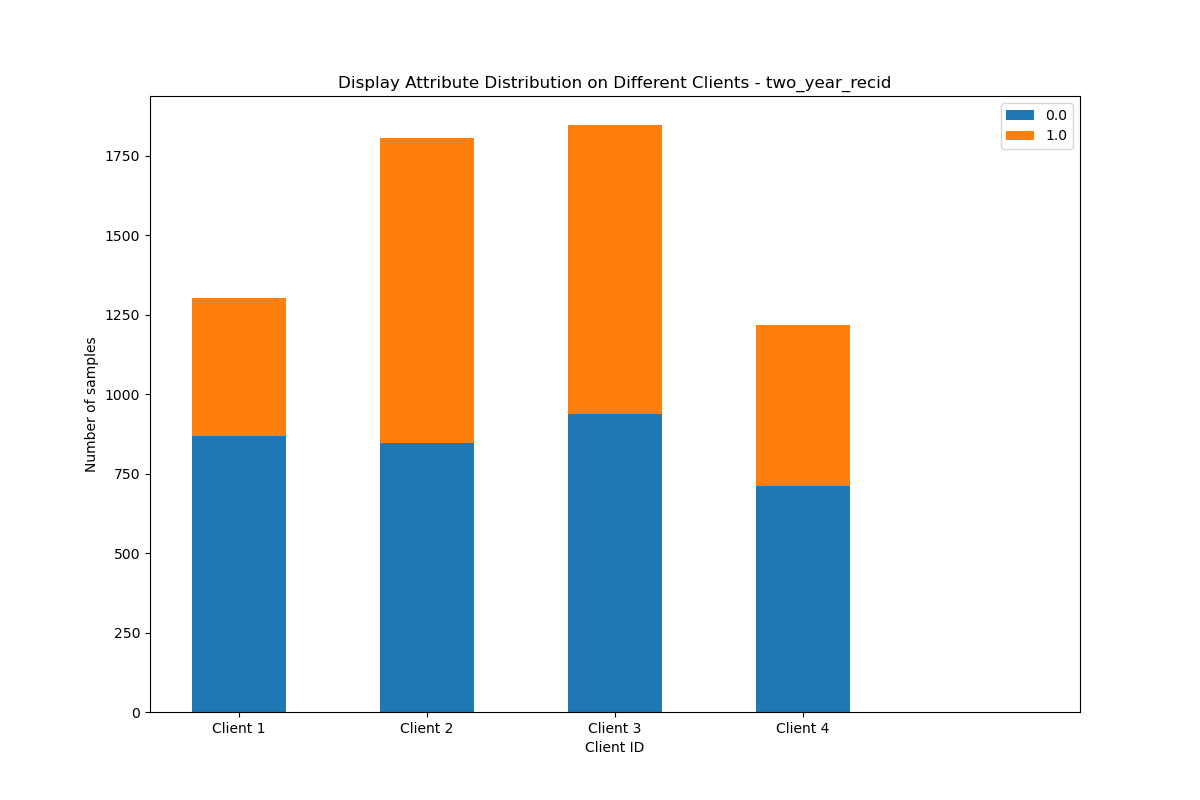 Display Attribute Distribution on Different Clients - two_year_recid
0.0
1.0
1750
1500
1250
1000
750
500
250
0
Number of samples
Client 1
Client 2
Client 3
Client 4
Client ID